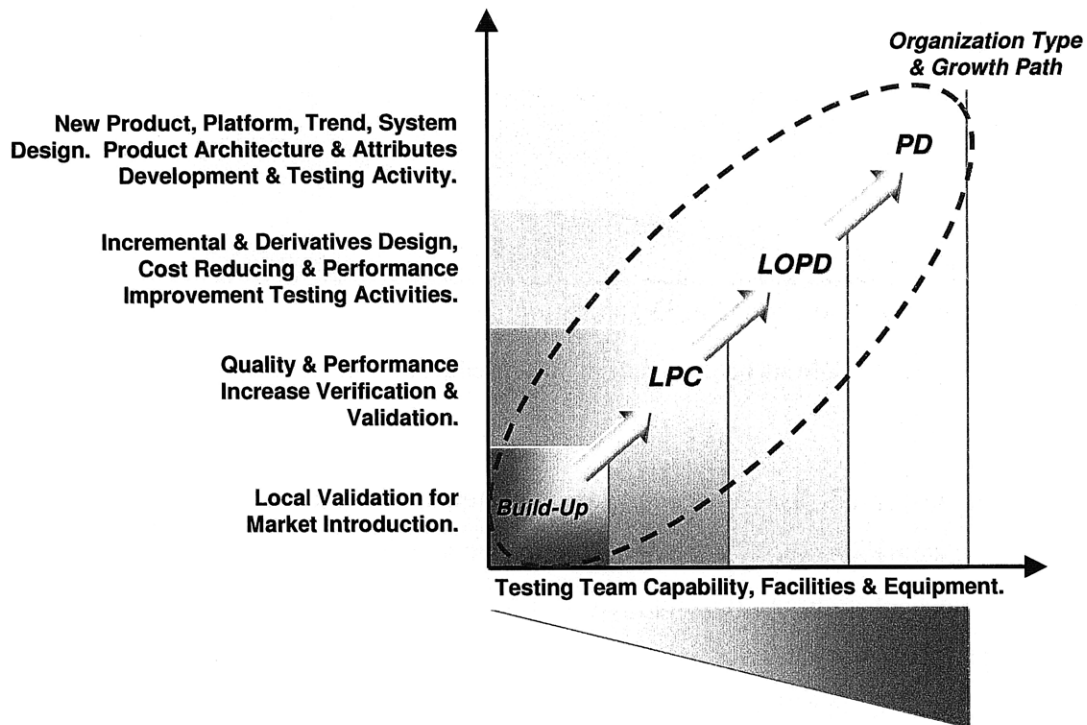 Organization Type
& Growth Path
New Product, Platform, Trend, System
Design. Product Architecture & Attributes
Development & Testing Activity.
PD
Incremental & Derivatives Design,
Cost Reducing & Performance
Improvement Testing Activities.
LOPD
Quality & Performance
Increase Verification &
Validation.
LPC
Local Validation for
Market Introduction.
Build-Up
Testing Team Capability, Facilities & Equipment.